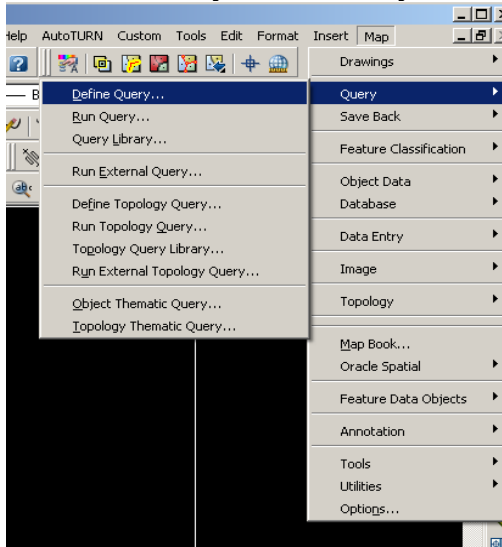 Help AutoTURN Custom Tools Edit Format Insert Map
Drawings
Query
Save Back
Feature Classification
Object Data
Database
Data Entry
Image
Topology
Map Book...
Oracle Spatial
Feature Data Objects
Annotation
Tools
Utilities
Options...
Define Query...
Run Query...
Query Library...
Run External Query...
Define Topology Query...
Run Topology Query...
Topology Query Library...
Run External Topology Query...
Object Thematic Query...
Topology Thematic Query...